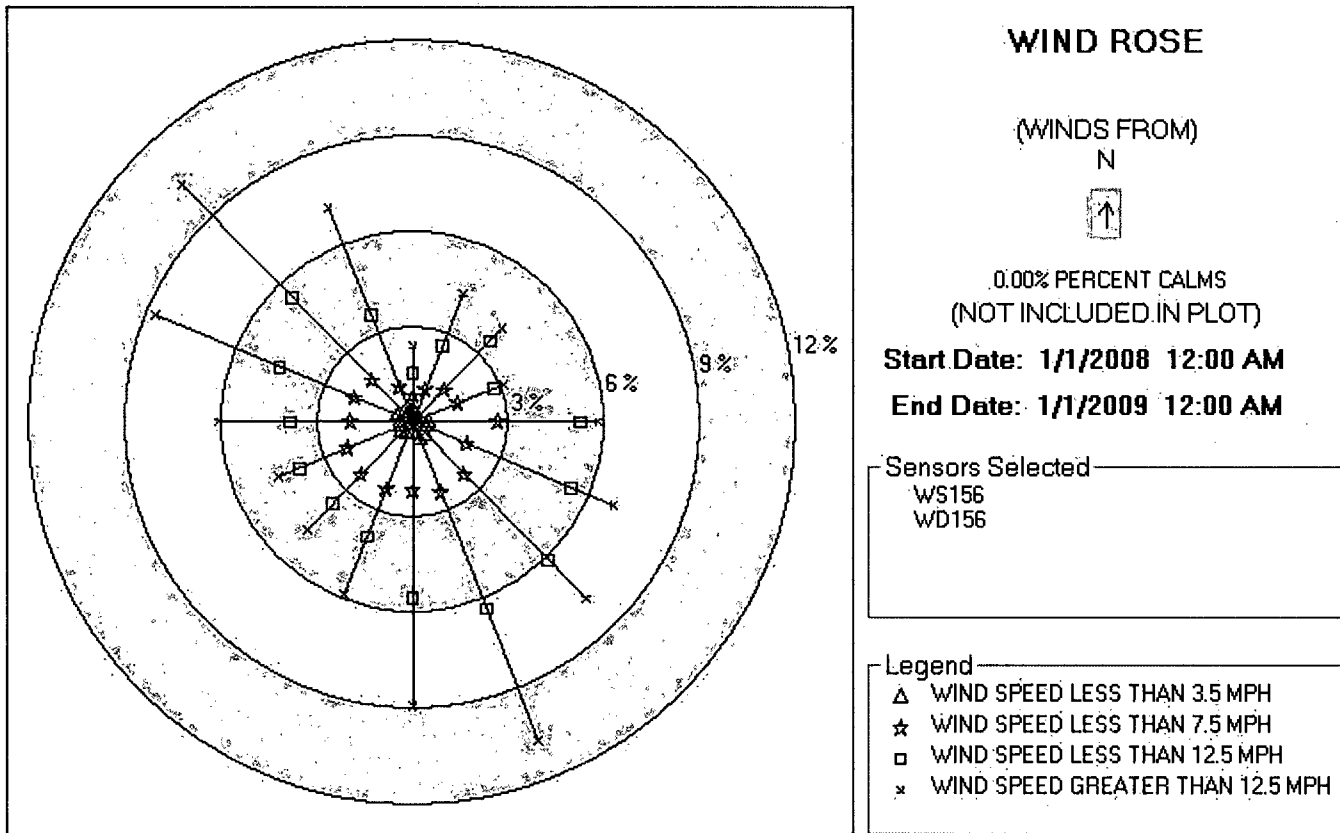 WIND ROSE
(WINDS FROM)
N
0.00% PERCENT CALMS
(NOT INCLUDED IN PLOT)
Start Date: 1/1/2008 12:00 AM
End Date: 1/1/2009 12:00 AM
Sensors Selected
WS156
WD156
Legend
WIND SPEED LESS THAN 3.5 MPH
WIND SPEED LESS THAN 7.5 MPH
WIND SPEED LESS THAN 12.5 MPH
WIND SPEED GREATER THAN 12.5 MPH
3%
6%
9%
12%